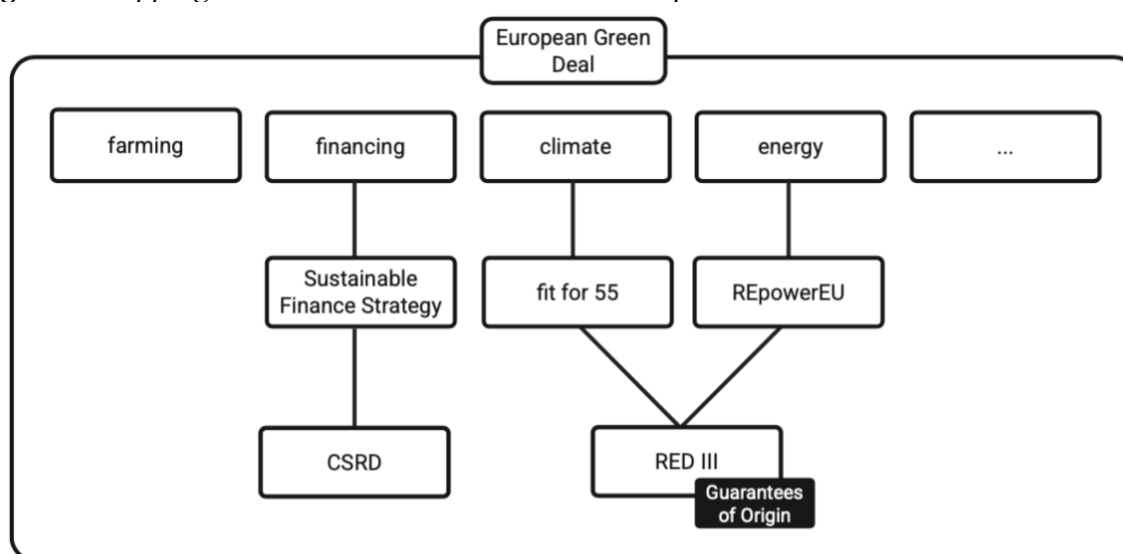 European Green
Deal
farming
financing
climate
energy
...
Sustainable
Finance Strategy
fit for 55
REpowerEU
CSRD
RED III
Guarantees
of Origin